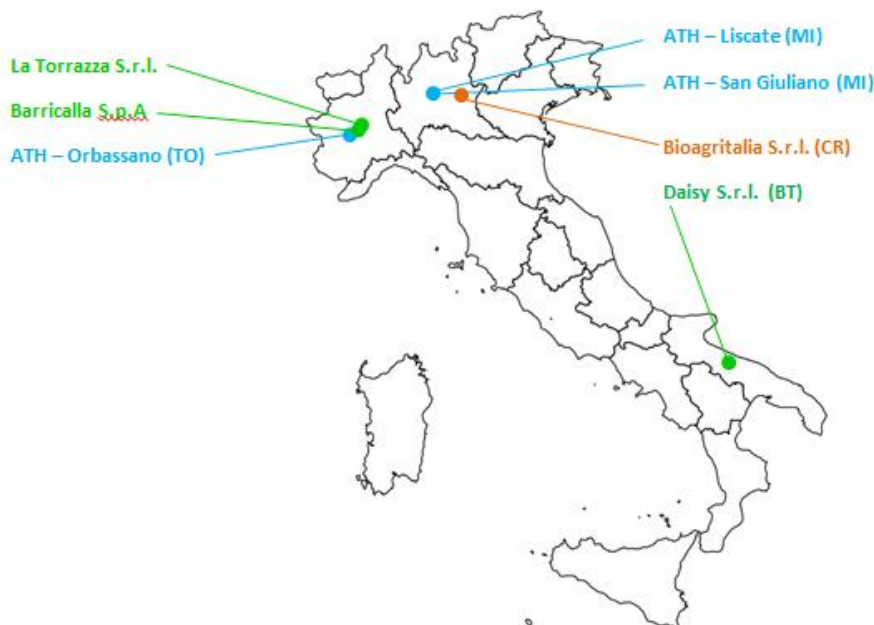 La Torrazza S.r.l.
Barricalla S.p.A
ATH – Orbassano (TO)
ATH – Liscate (MI)
ATH – San Giuliano (MI)
Bioagritalia S.r.l. (CR)
Daisy S.r.l. (BT)